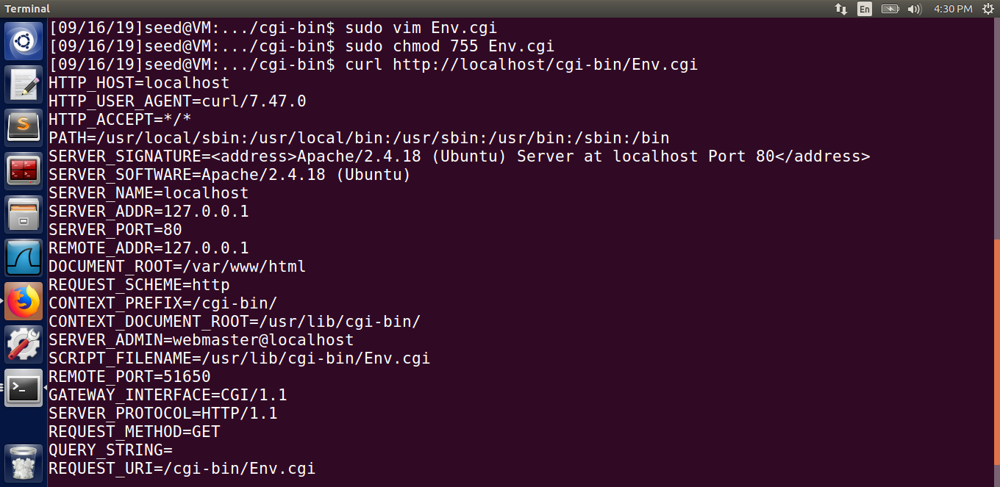 Terminal
En
4:30 PM
[09/16/19]seed@VM:.../cgi-bin$ sudo vim Env.cgi
[09/16/19]seed@VM:.../cgi-bin$ sudo chmod 755 Env.cgi
[09/16/19]seed@VM:.../cgi-bin$ curl http://localhost/cgi-bin/Env.cgi
HTTP_HOST=localhost
HTTP_USER_AGENT=curl/7.47.0
HTTP_ACCEPT=*/*
PATH=/usr/local/sbin:/usr/local/bin:/usr/sbin:/usr/bin:/sbin:/bin
SERVER_SIGNATURE=<address>Apache/2.4.18 (Ubuntu) Server at localhost Port 80</address>
SERVER_SOFTWARE=Apache/2.4.18 (Ubuntu)
SERVER_NAME=localhost
SERVER_ADDR=127.0.0.1
SERVER_PORT=80
REMOTE_ADDR=127.0.0.1
DOCUMENT_ROOT=/var/www/html
REQUEST_SCHEME=http
CONTEXT_PREFIX=/cgi-bin/
CONTEXT_DOCUMENT_ROOT=/usr/lib/cgi-bin/
SERVER_ADMIN=webmaster@localhost
SCRIPT_FILENAME=/usr/lib/cgi-bin/Env.cgi
REMOTE_PORT=51650
GATEWAY_INTERFACE=CGI/1.1
SERVER_PROTOCOL=HTTP/1.1
REQUEST_METHOD=GET
QUERY_STRING=
REQUEST_URI=/cgi-bin/Env.cgi